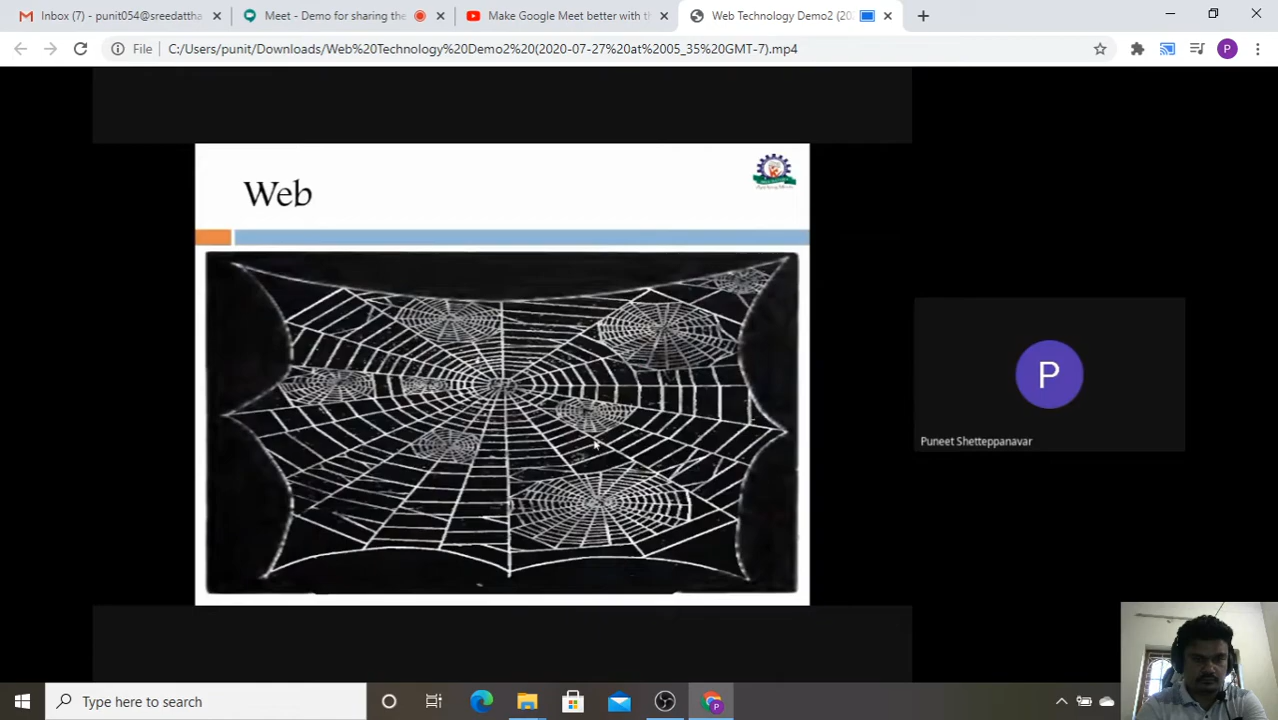 Inbox (7) - punit054@sreedattha
Meet - Demo for sharing the
Make Google Meet better with th
Web Technology Demo2 (20
File
C:/Users/punit/Downloads/Web%20Technology%20Demo2%20(2020-07-27%20at%2005_35%20GMT-7).mp4
P
Web
P
Puneet Shetteppanavar
Type here to search
P